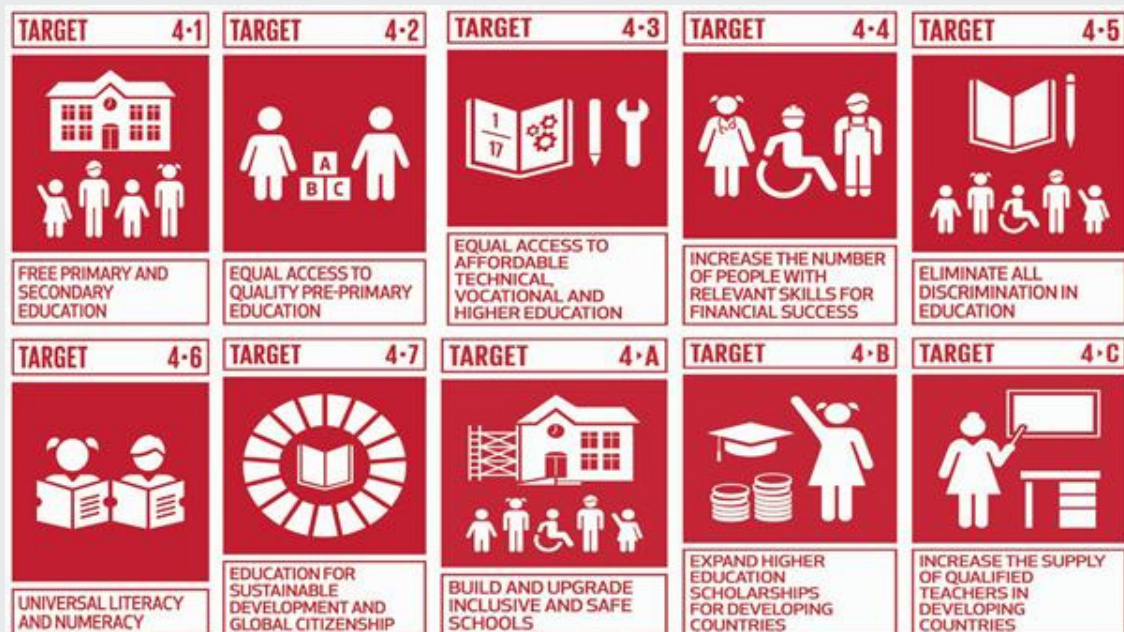 TARGET 4·1
FREE PRIMARY AND
SECONDARY
EDUCATION
TARGET 4·2
A
B C
EQUAL ACCESS TO
QUALITY PRE-PRIMARY
EDUCATION
TARGET 4·3
1
17
EQUAL ACCESS TO
AFFORDABLE
TECHNICAL,
VOCATIONAL AND
HIGHER EDUCATION
TARGET 4·4
INCREASE THE NUMBER
OF PEOPLE WITH
RELEVANT SKILLS FOR
FINANCIAL SUCCESS
TARGET 4·5
ELIMINATE ALL
DISCRIMINATION IN
EDUCATION
TARGET 4·6
UNIVERSAL LITERACY
AND NUMERACY
TARGET 4·7
EDUCATION FOR
SUSTAINABLE
DEVELOPMENT AND
GLOBAL CITIZENSHIP
TARGET 4·A
BUILD AND UPGRADE
INCLUSIVE AND SAFE
SCHOOLS
TARGET 4·B
EXPAND HIGHER
EDUCATION
SCHOLARSHIPS
FOR DEVELOPING
COUNTRIES
TARGET 4·C
INCREASE THE SUPPLY
OF QUALIFIED
TEACHERS IN
DEVELOPING
COUNTRIES